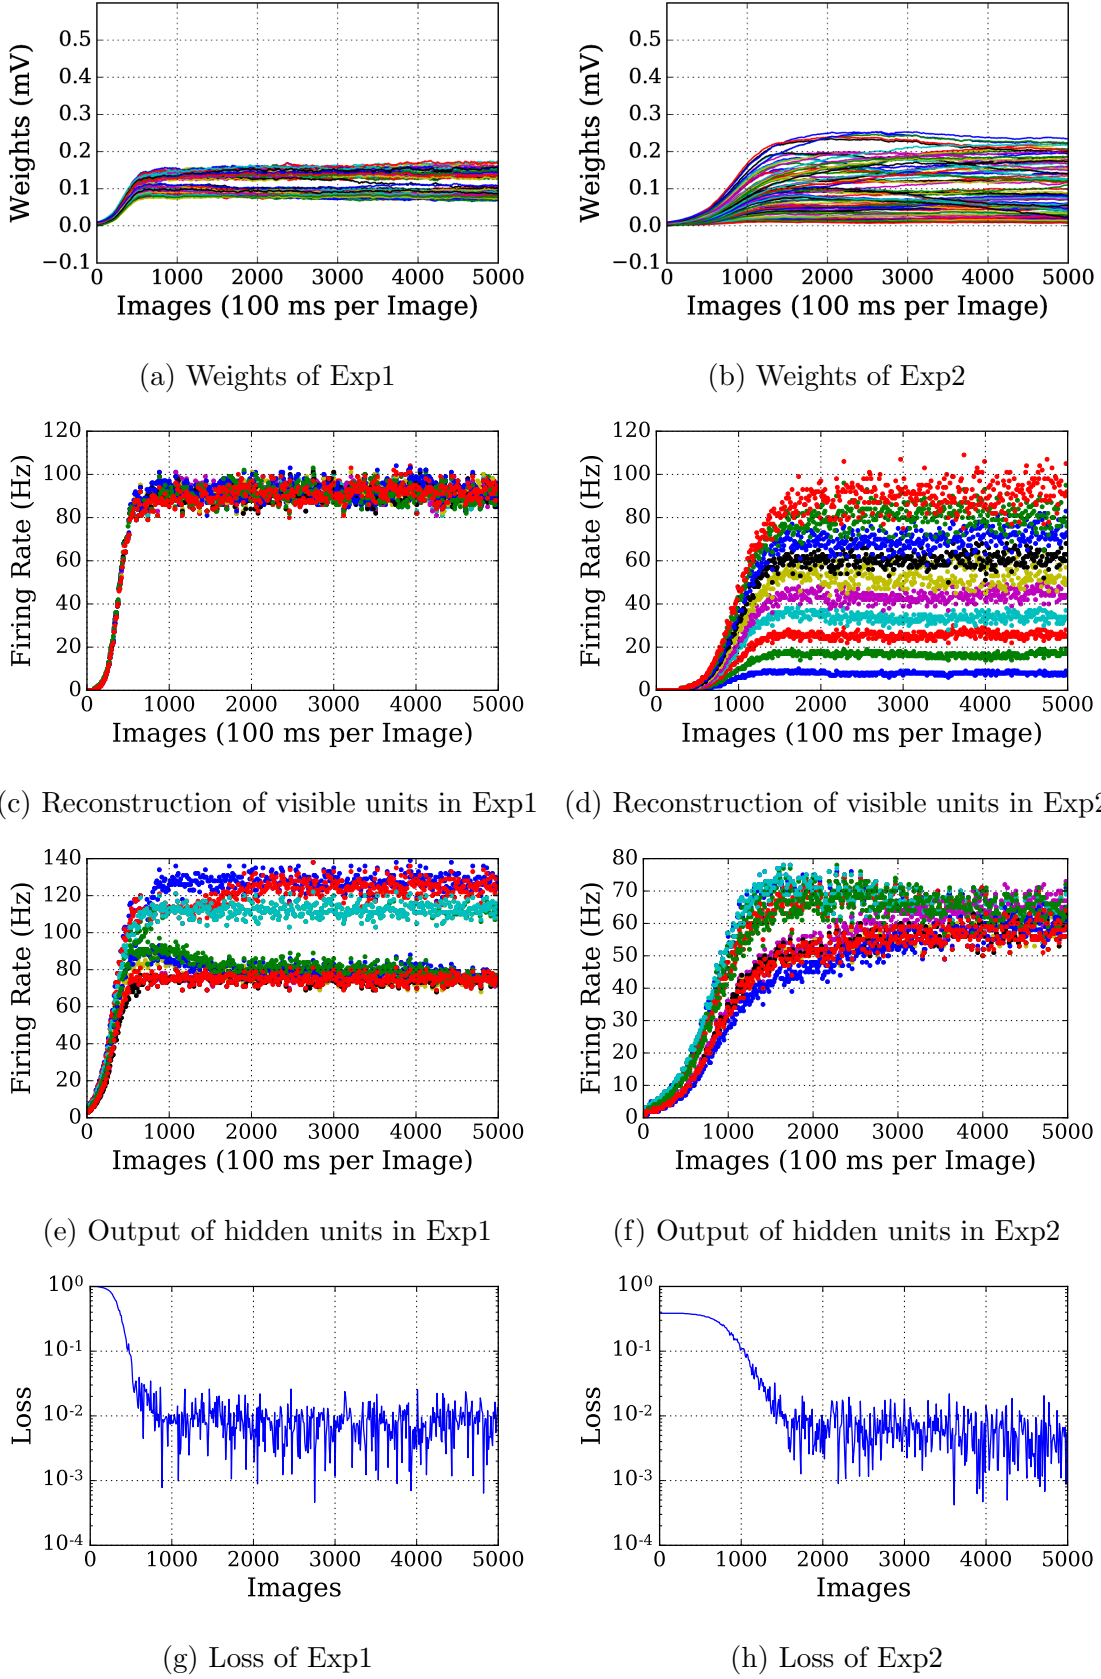 0.5
0.4
0.3
0.2
0.1
0.0
−0.1
Weights (mV)
0 1000 2000 3000 4000 5000
Images (100 ms per Image)
0.5
0.4
0.3
0.2
0.1
0.0
−0.1
Weights (mV)
0 1000 2000 3000 4000 5000
Images (100 ms per Image)
(a) Weights of Exp1
(b) Weights of Exp2
120
100
80
60
40
20
0
Firing Rate (Hz)
0 1000 2000 3000 4000 5000
Images (100 ms per Image)
120
100
80
60
40
20
0
Firing Rate (Hz)
0 1000 2000 3000 4000 5000
Images (100 ms per Image)
(c) Reconstruction of visible units in Exp1
(d) Reconstruction of visible units in Exp2
140
120
100
80
60
40
20
0
Firing Rate (Hz)
0 1000 2000 3000 4000 5000
Images (100 ms per Image)
80
70
60
50
40
30
20
10
0
Firing Rate (Hz)
0 1000 2000 3000 4000 5000
Images (100 ms per Image)
(e) Output of hidden units in Exp1
(f) Output of hidden units in Exp2
10⁰
10⁻¹
10⁻²
10⁻³
10⁻⁴
Loss
0 1000 2000 3000 4000 5000
Images
10⁰
10⁻¹
10⁻²
10⁻³
10⁻⁴
Loss
0 1000 2000 3000 4000 5000
Images
(g) Loss of Exp1
(h) Loss of Exp2